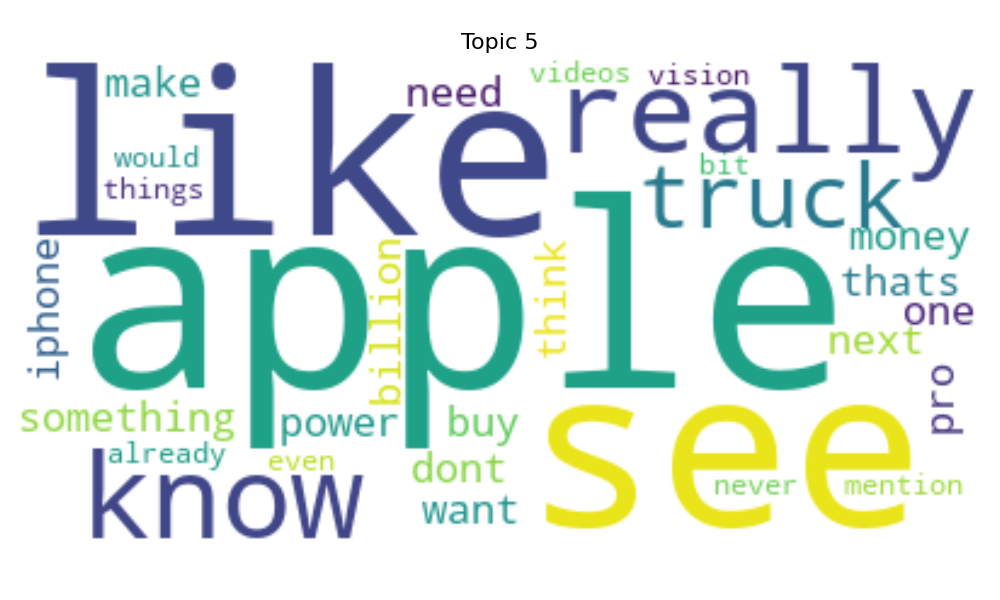 Topic 5
make
need
videos
vision
like
really
would
things
bit
truck
money
iphone
apple
billion
think
thats
one
next
pro
something
power
buy
see
already
even
dont
know
want
never
mention